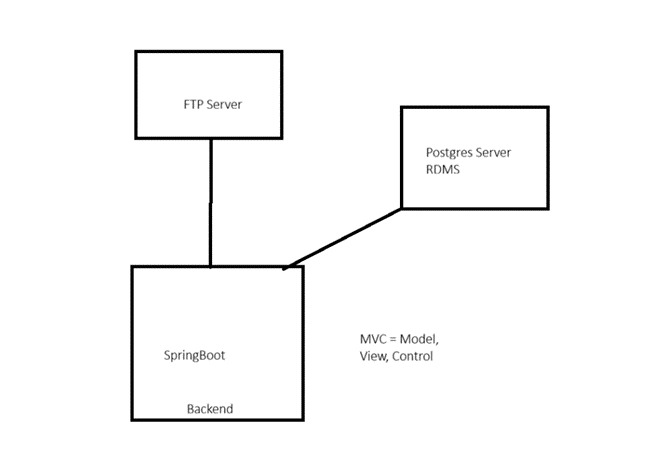 FTP Server
Postgres Server
RDMS
SpringBoot
MVC = Model,
View, Control
Backend